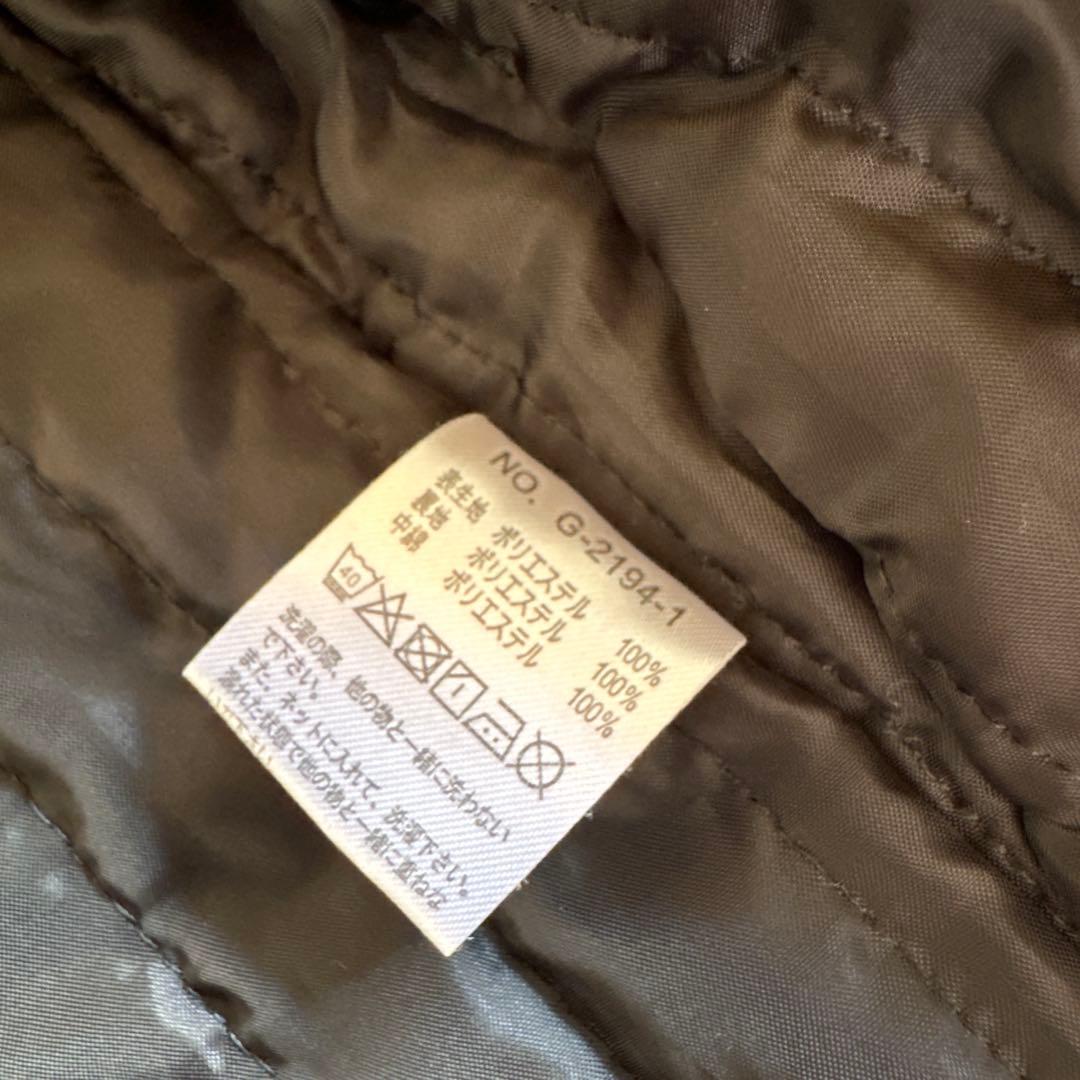 NO. G-2194-1
表生地 ポリエステル 100%
裏地 ポリエステル 100%
中綿 ポリエステル 100%
40
洗濯の際、他の物と一緒に洗わない
で下さい。
また、ネットに入れて、洗濯下さい。
濡れた状態で他の物と一緒に重ねな